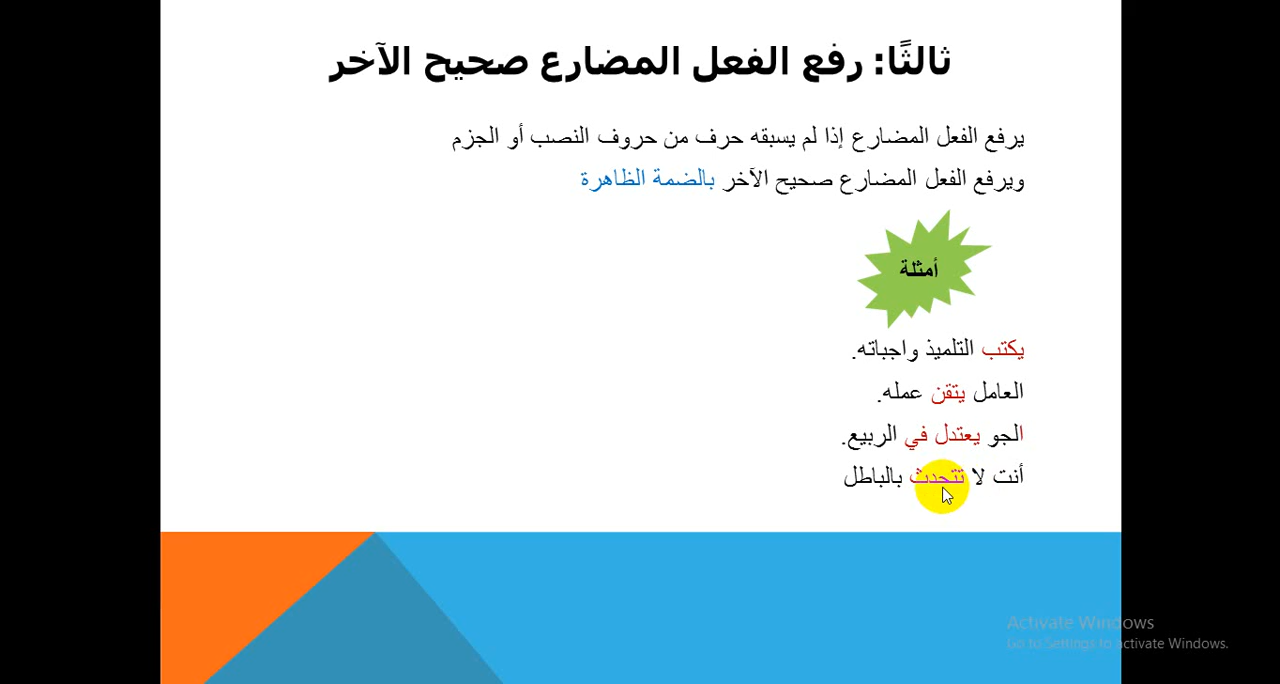 ثالثًا: رفع الفعل المضارع صحيح الآخر
يرفع الفعل المضارع إذا لم يسبقه حرف من حروف النصب أو الجزم
ويرفع الفعل المضارع صحيح الآخر بالضمة الظاهرة
أمثلة
يكتب التلميذ واجباته.
العامل يتقن عمله.
الجو يعتدل في الربيع.
أنت لا تتحدث بالباطل
Activate Windows
Go to Settings to activate Windows.